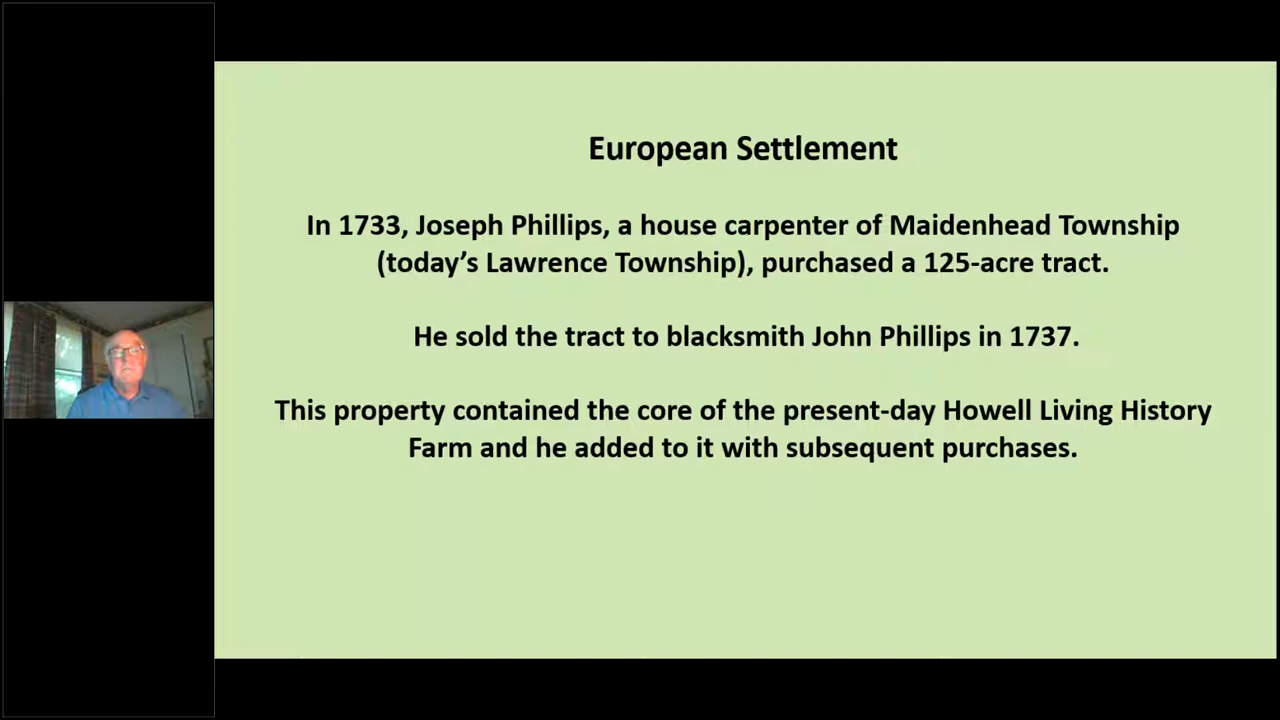 European Settlement
In 1733, Joseph Phillips, a house carpenter of Maidenhead Township
(today’s Lawrence Township), purchased a 125-acre tract.
He sold the tract to blacksmith John Phillips in 1737.
This property contained the core of the present-day Howell Living History
Farm and he added to it with subsequent purchases.